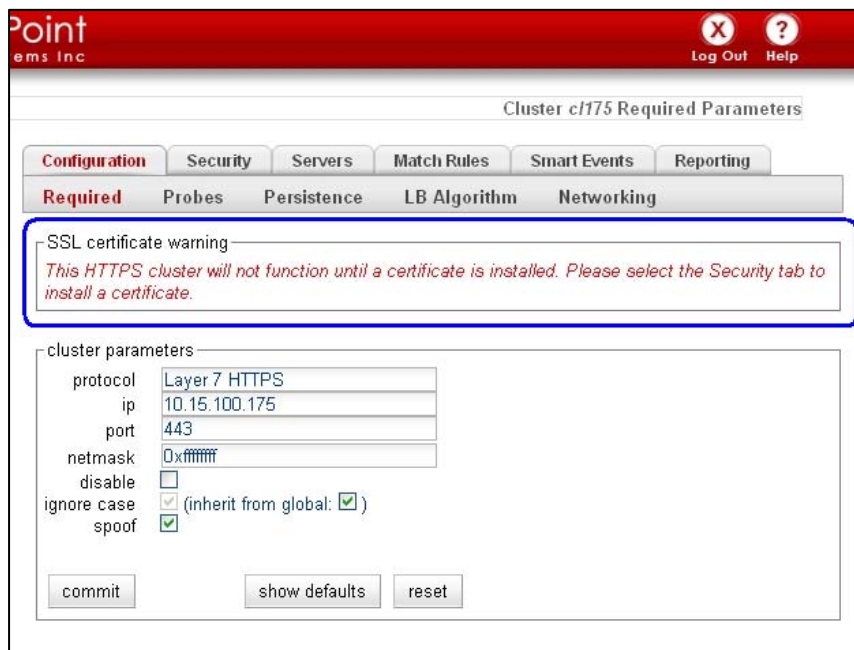 Point
ems Inc
X ?
Log Out Help
Cluster cl175 Required Parameters
Configuration Security Servers Match Rules Smart Events Reporting
Required Probes Persistence LB Algorithm Networking
SSL certificate warning
This HTTPS cluster will not function until a certificate is installed. Please select the Security tab to
install a certificate.
cluster parameters
protocol Layer 7 HTTPS
ip 10.15.100.175
port 443
netmask 0xffffffff
disable
ignore case (inherit from global: )
spoof
commit show defaults reset